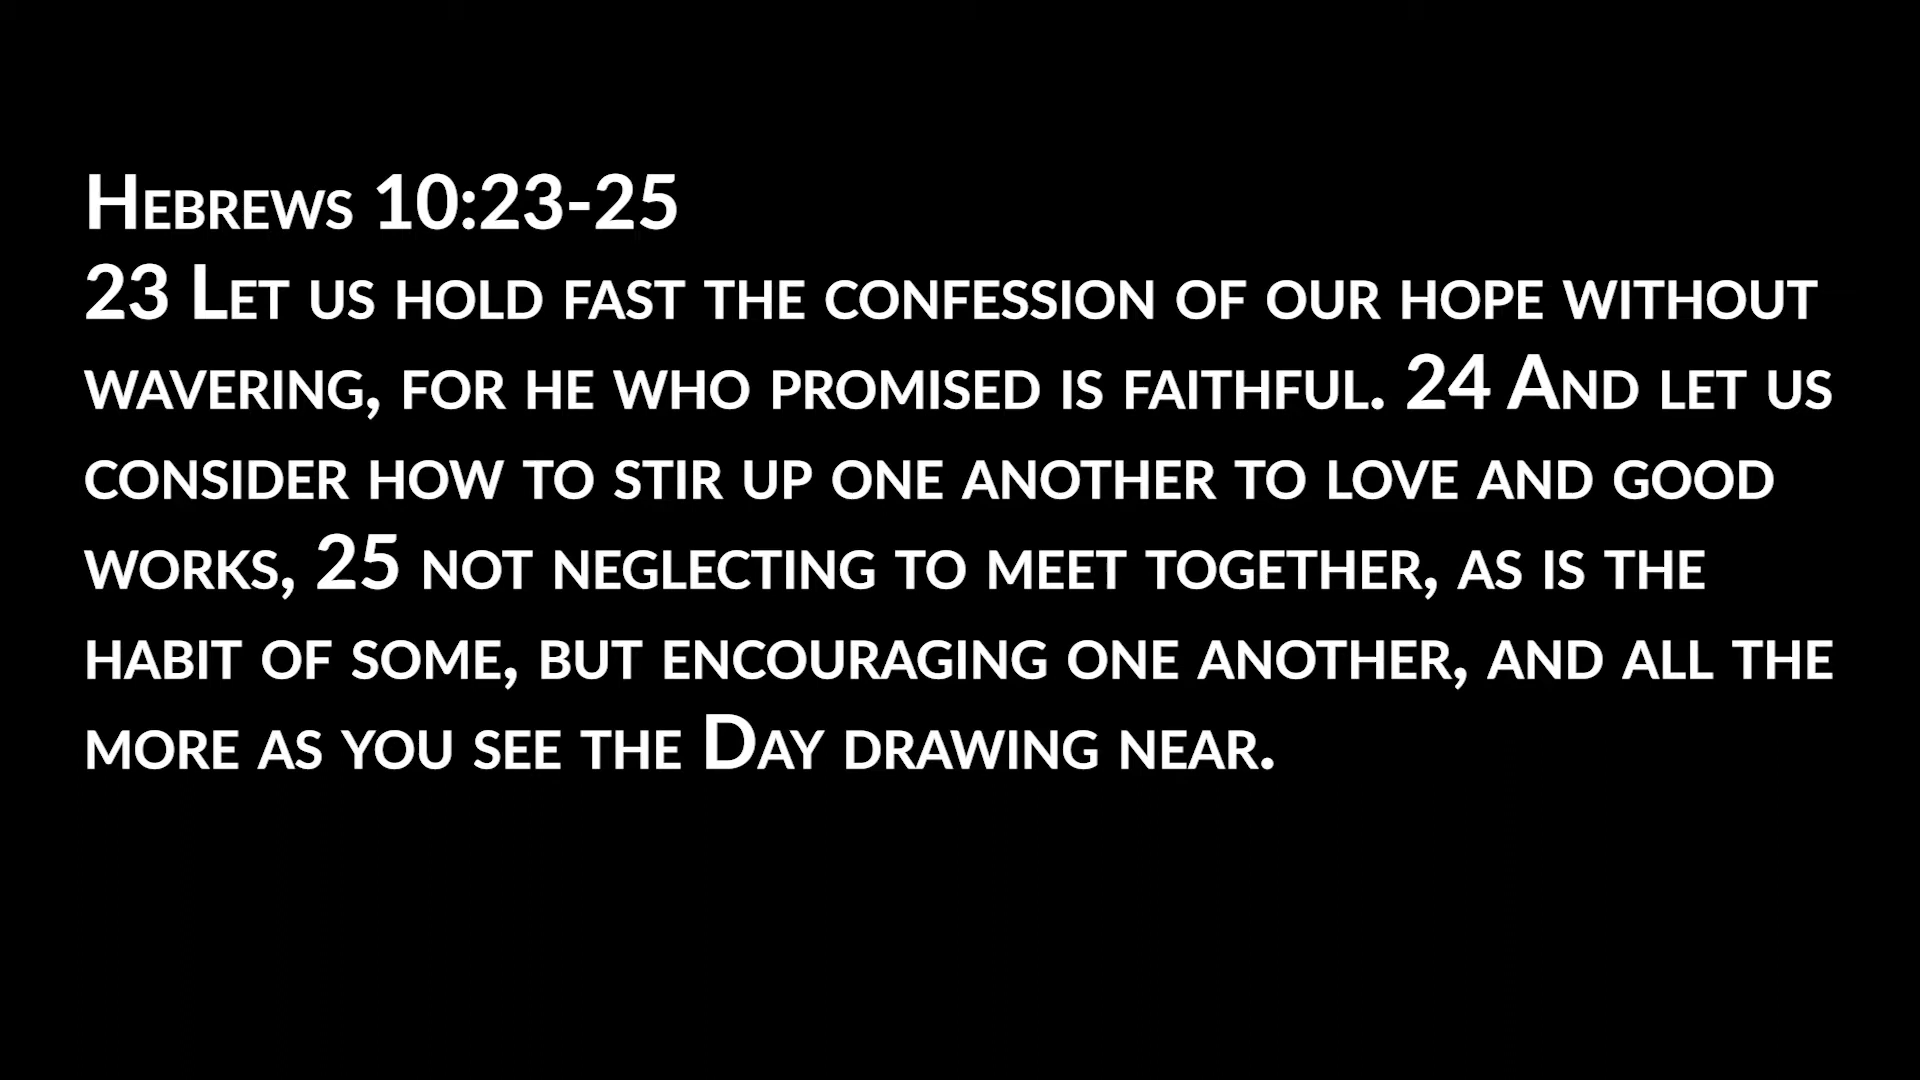 Hebrews 10:23-25
23 Let us hold fast the confession of our hope without
wavering, for he who promised is faithful. 24 And let us
consider how to stir up one another to love and good
works, 25 not neglecting to meet together, as is the
habit of some, but encouraging one another, and all the
more as you see the Day drawing near.